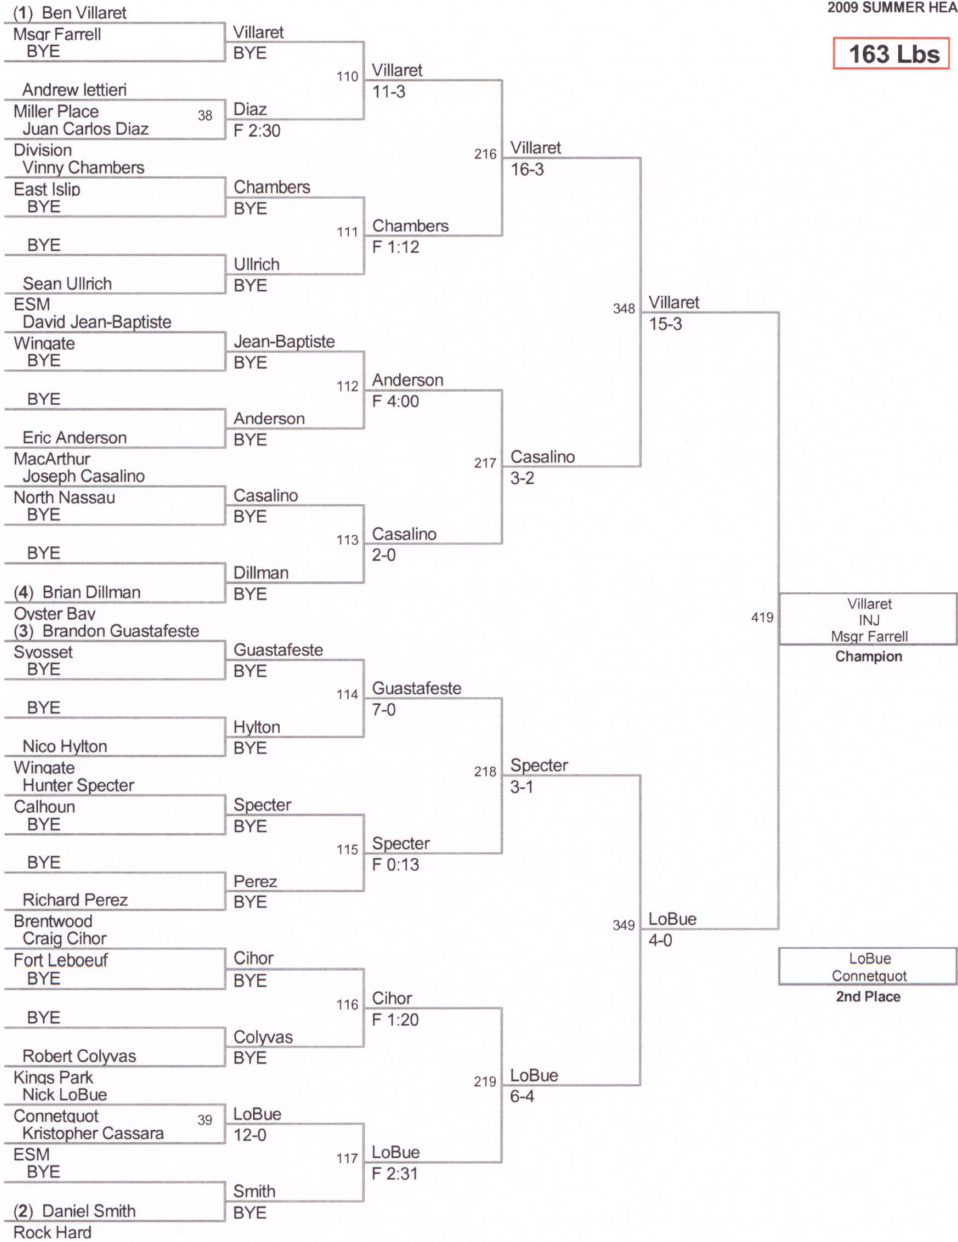 2009 SUMMER HEA
163 Lbs
(1) Ben Villaret
Msgr Farrell
BYE
Andrew Iettieri
Miller Place
Juan Carlos Diaz
Division
Vinny Chambers
East Islip
BYE
BYE
Sean Ullrich
ESM
David Jean-Baptiste
Wingate
BYE
BYE
Eric Anderson
MacArthur
Joseph Casalino
North Nassau
BYE
BYE
(4) Brian Dillman
Oyster Bay
(3) Brandon Guastafeste
Syosset
BYE
BYE
Nico Hylton
Wingate
Hunter Specter
Calhoun
BYE
BYE
Richard Perez
Brentwood
Craig Cihor
Fort Leboeuf
BYE
BYE
Robert Colyvas
Kings Park
Nick LoBue
Connetquot
Kristopher Cassara
ESM
BYE
(2) Daniel Smith
Rock Hard
Villaret
BYE
38
Diaz
F 2:30
Chambers
BYE
Ullrich
BYE
Jean-Baptiste
BYE
Anderson
BYE
Casalino
BYE
Dillman
BYE
Guastafeste
BYE
Hylton
BYE
Specter
BYE
Perez
BYE
Cihor
BYE
Colyvas
BYE
39
LoBue
12-0
Smith
BYE
110
Villaret
11-3
111
Chambers
F 1:12
112
Anderson
F 4:00
113
Casalino
2-0
114
Guastafeste
7-0
115
Specter
F 0:13
116
Cihor
F 1:20
117
LoBue
F 2:31
216
Villaret
16-3
217
Casalino
3-2
218
Specter
3-1
219
LoBue
6-4
348
Villaret
15-3
349
LoBue
4-0
419
Villaret
INJ
Msgr Farrell
Champion
LoBue
Connetquot
2nd Place